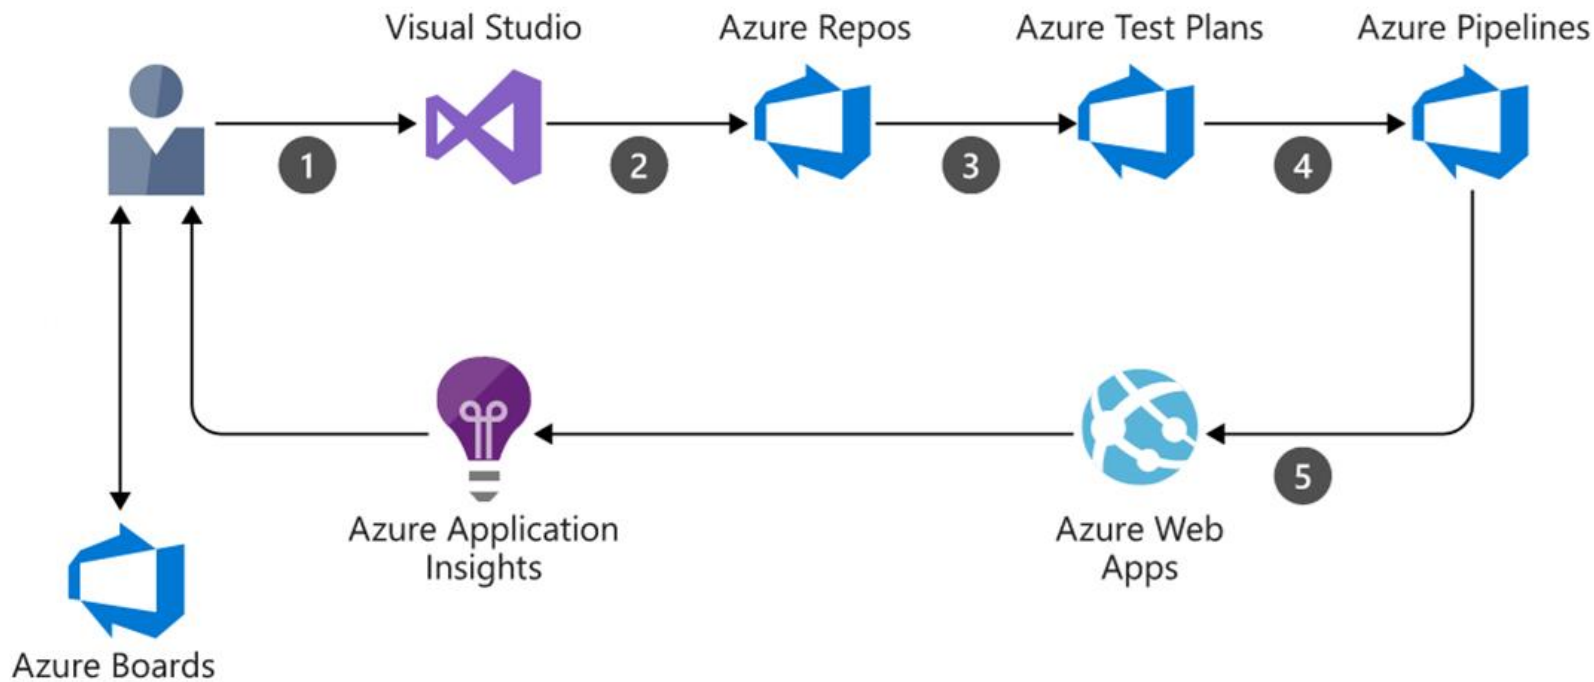 Visual Studio
Azure Repos
Azure Test Plans
Azure Pipelines
1
2
3
4
Azure Application
Insights
Azure Web
Apps
5
Azure Boards